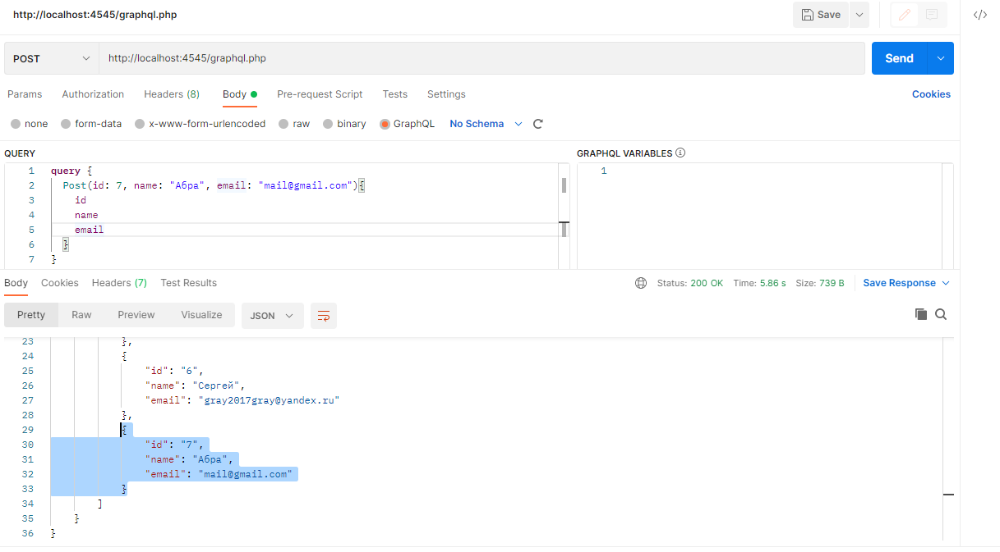 http://localhost:4545/graphql.php
Save
</>
POST
http://localhost:4545/graphql.php
Send
Params Authorization Headers (8) Body Pre-request Script Tests Settings
Cookies
none form-data x-www-form-urlencoded raw binary GraphQL No Schema
QUERY
1 query {
2 Post(id: 7, name: "Абра", email: "mail@gmail.com"){
3 id
4 name
5 email
6 }
7 }
GRAPHQL VARIABLES
1
Body Cookies Headers (7) Test Results
Status: 200 OK Time: 5.86 s Size: 739 B Save Response
Pretty Raw Preview Visualize JSON
23 },
24 {
25 "id": "6",
26 "name": "Сергей",
27 "email": "gray2017gray@yandex.ru"
28 },
29 {
30 "id": "7",
31 "name": "Абра",
32 "email": "mail@gmail.com"
33 }
34 ]
35 }
36 }